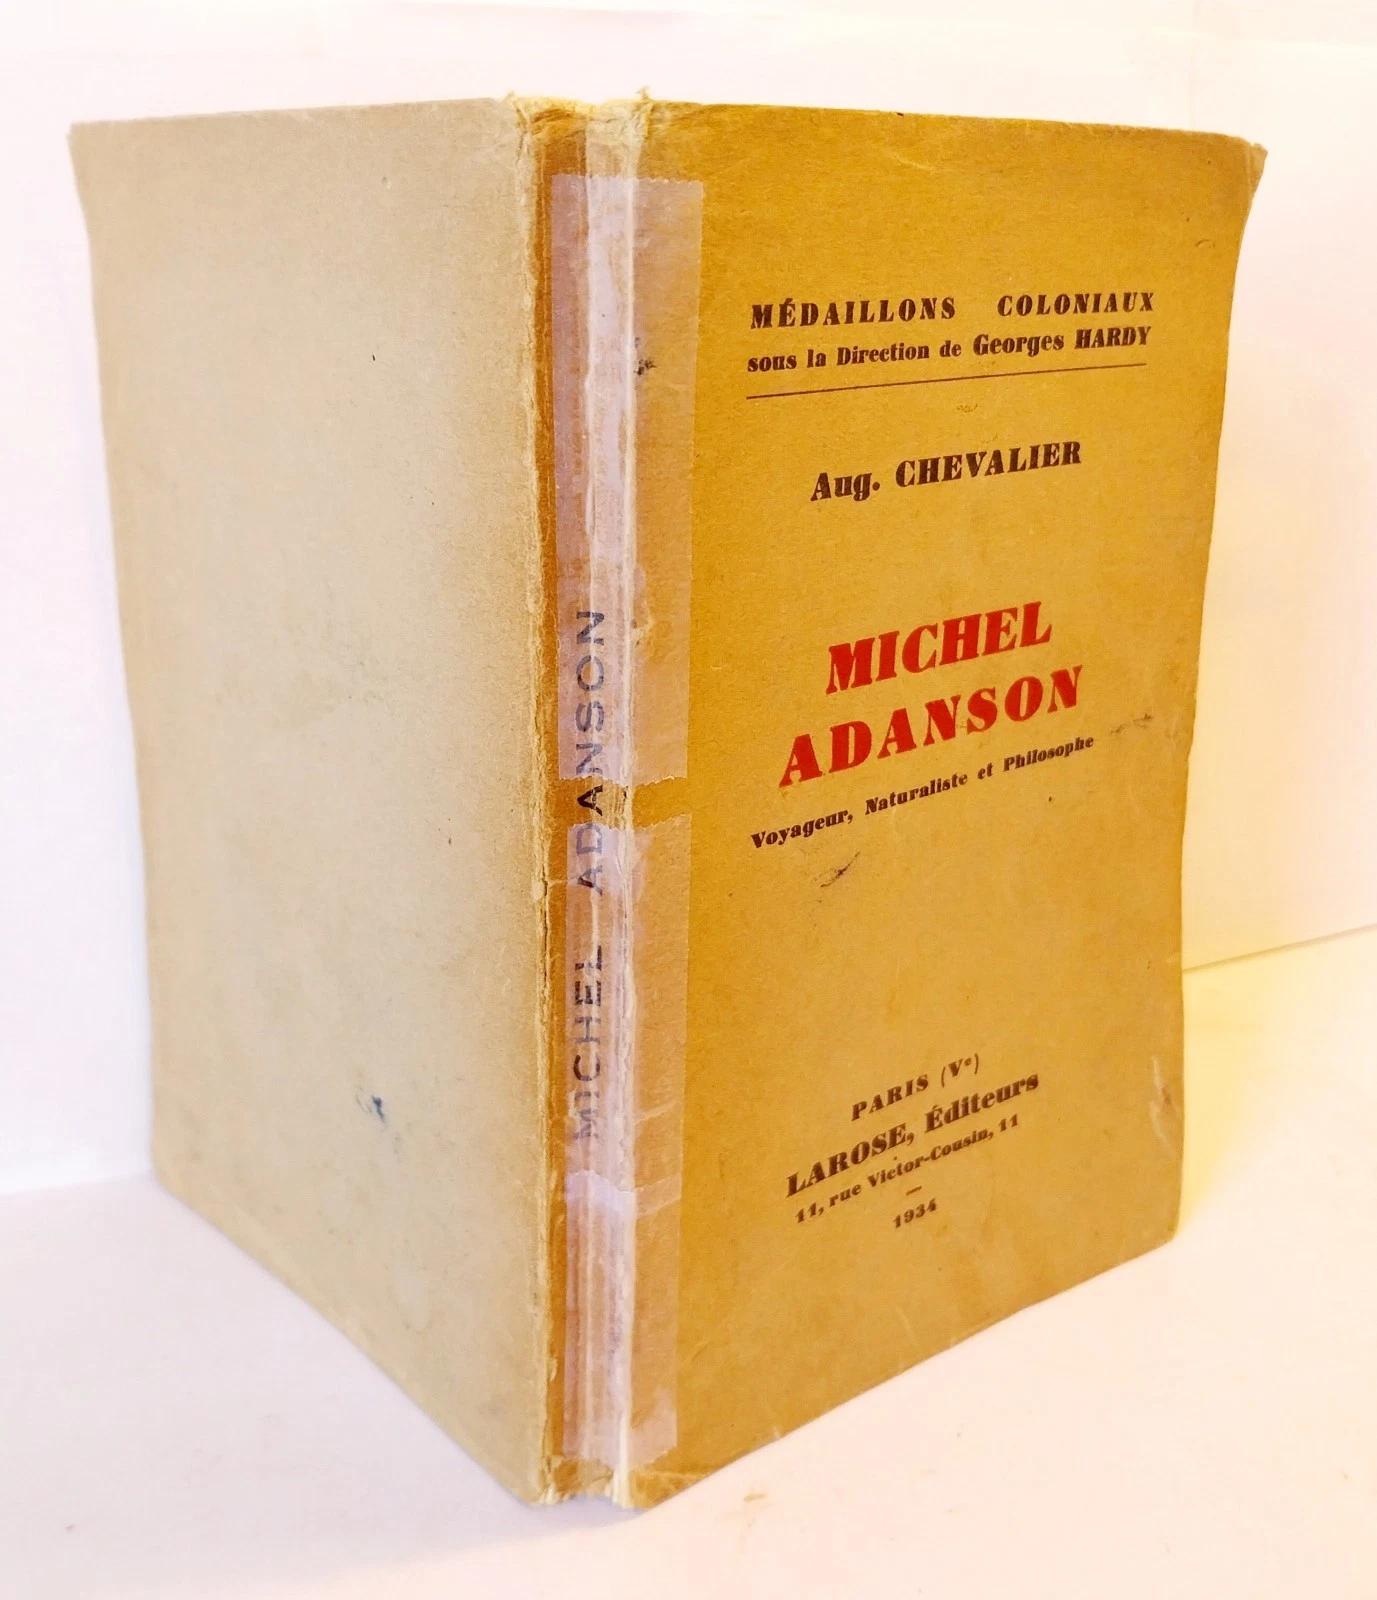 MICHEL ADANSON
MÉDAILLONS COLONIAUX
sous la Direction de Georges HARDY
Aug. CHEVALIER
MICHEL
ADANSON
Voyageur, Naturaliste et Philosophe
PARIS (Vᵉ)
LAROSE, Éditeurs
11, rue Victor-Cousin, 11
—
1934